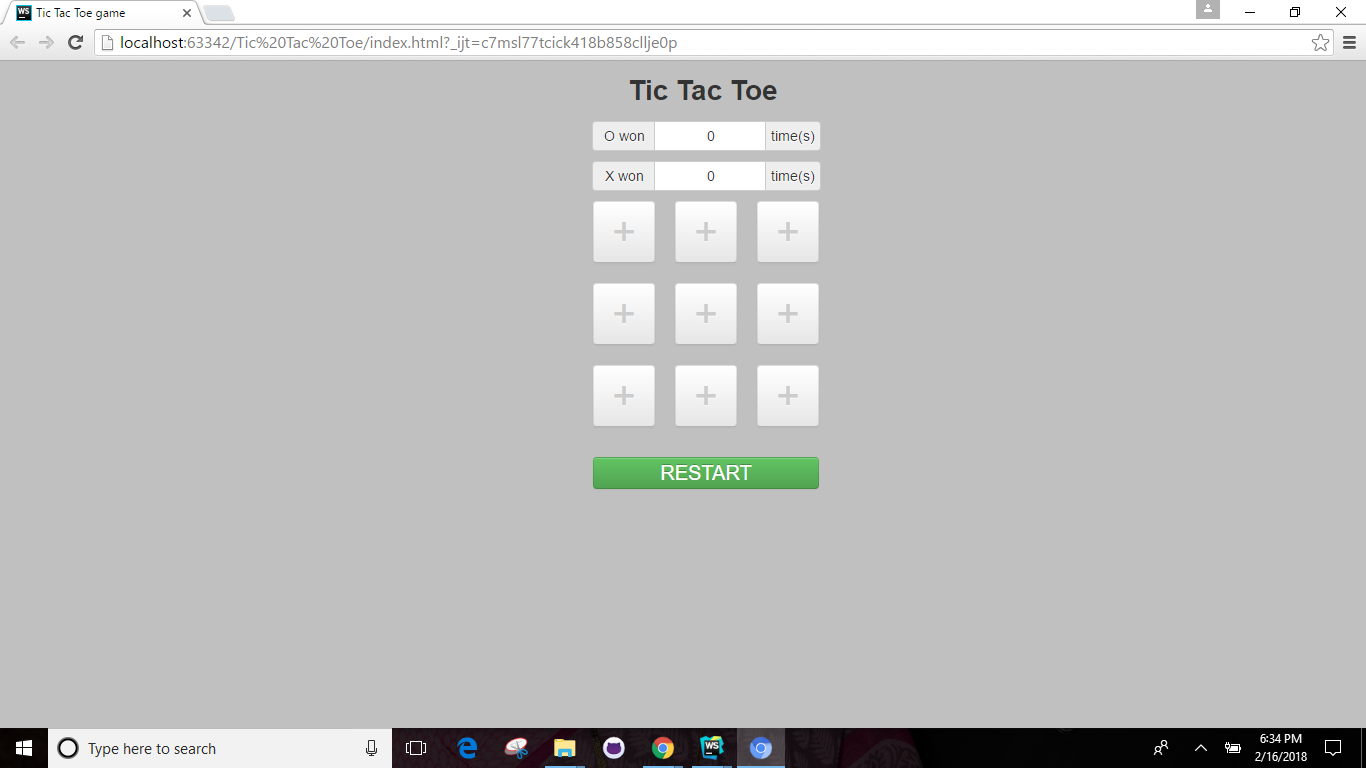 WS Tic Tac Toe game
localhost:63342/Tic%20Tac%20Toe/index.html?_ijt=c7msl77tcick418b858cllje0p
Tic Tac Toe
O won 0 time(s)
X won 0 time(s)
+ + +
+ + +
+ + +
RESTART
Type here to search
WS
6:34 PM
2/16/2018